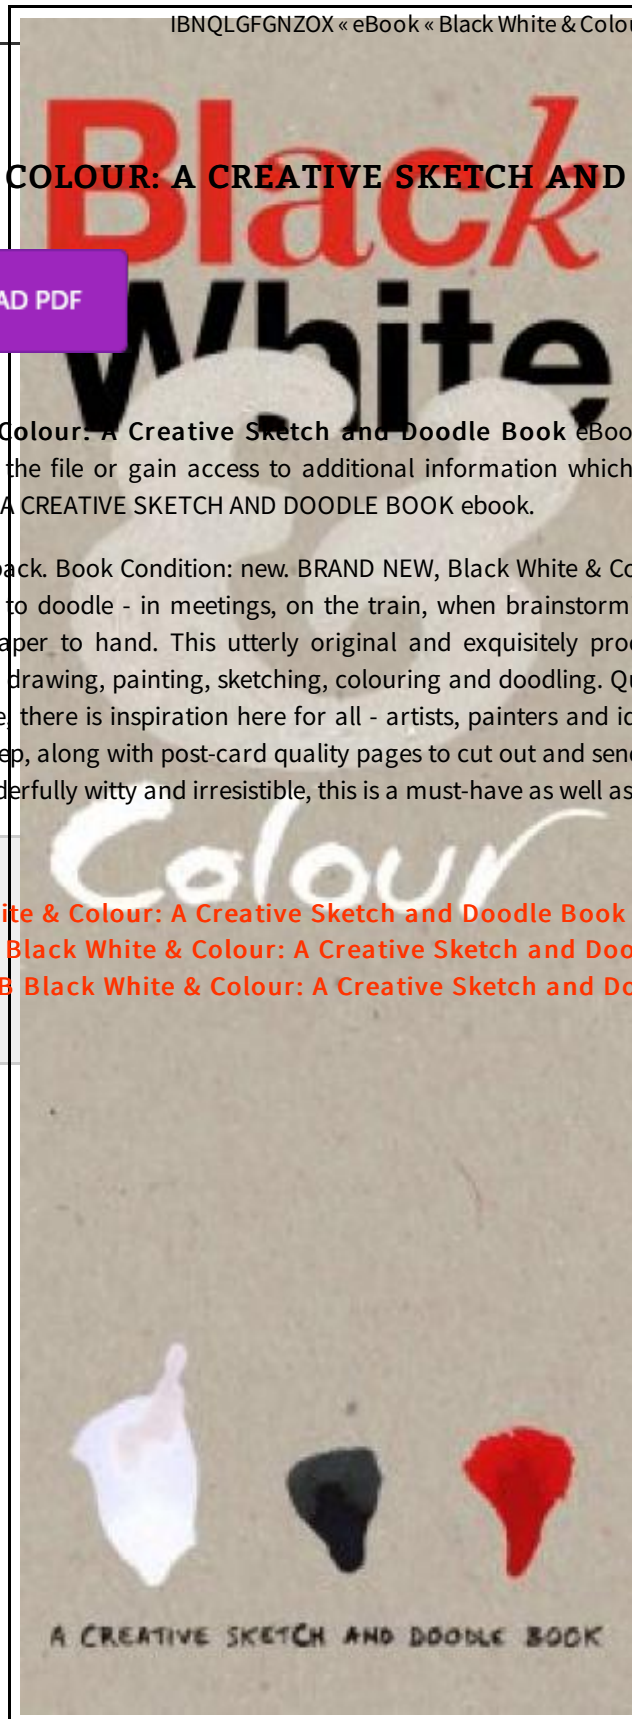 IBNQLGFGNZOX « eBook « Black White & Colou
Black
COLOUR: A CREATIVE SKETCH AND
AD PDF
White
&
Colour: A Creative Sketch and Doodle Book eBoo
the file or gain access to additional information which
A CREATIVE SKETCH AND DOODLE BOOK ebook.
back. Book Condition: new. BRAND NEW, Black White & Co
to doodle - in meetings, on the train, when brainstorm
aper to hand. This utterly original and exquisitely prod
drawing, painting, sketching, colouring and doodling. Qu
e, there is inspiration here for all - artists, painters and id
ep, along with post-card quality pages to cut out and send
derfully witty and irresistible, this is a must-have as well as
Colour
ite & Colour: A Creative Sketch and Doodle Book
Black White & Colour: A Creative Sketch and Doo
B Black White & Colour: A Creative Sketch and Do
A CREATIVE SKETCH AND DOODLE BOOK